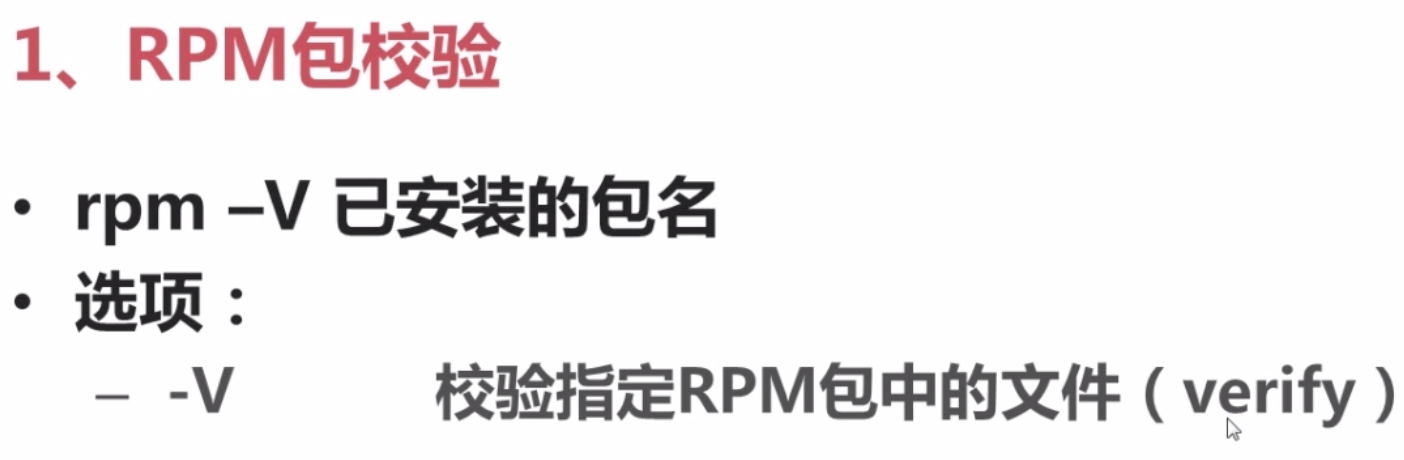 1、RPM包校验
• rpm –V 已安装的包名
• 选项：
– -V 校验指定RPM包中的文件（verify）